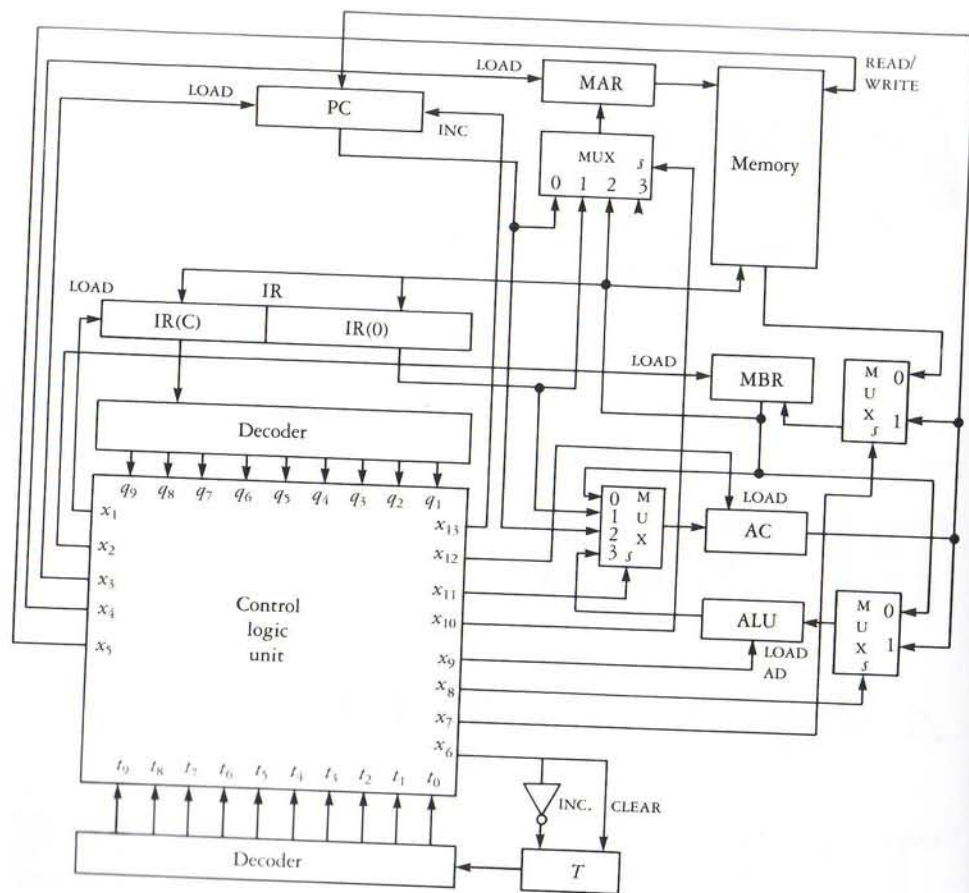 READ/
WRITE
LOAD
MAR
LOAD
PC
INC
MUX s
0 1 2 3
Memory
LOAD
IR
IR(C) IR(0)
LOAD
MBR
M
U
X
s
0
1
Decoder
q9 q8 q7 q6 q5 q4 q3 q2 q1
x1
x2
x3
x4
x5
x13
x12
x11
x10
x9
x8
x7
x6
Control
logic
unit
0
1
2
3
M
U
X
s
LOAD
AC
ALU
LOAD
AD
M
U
X
s
0
1
t9 t8 t7 t6 t5 t4 t3 t2 t1 t0
INC. CLEAR
Decoder
T